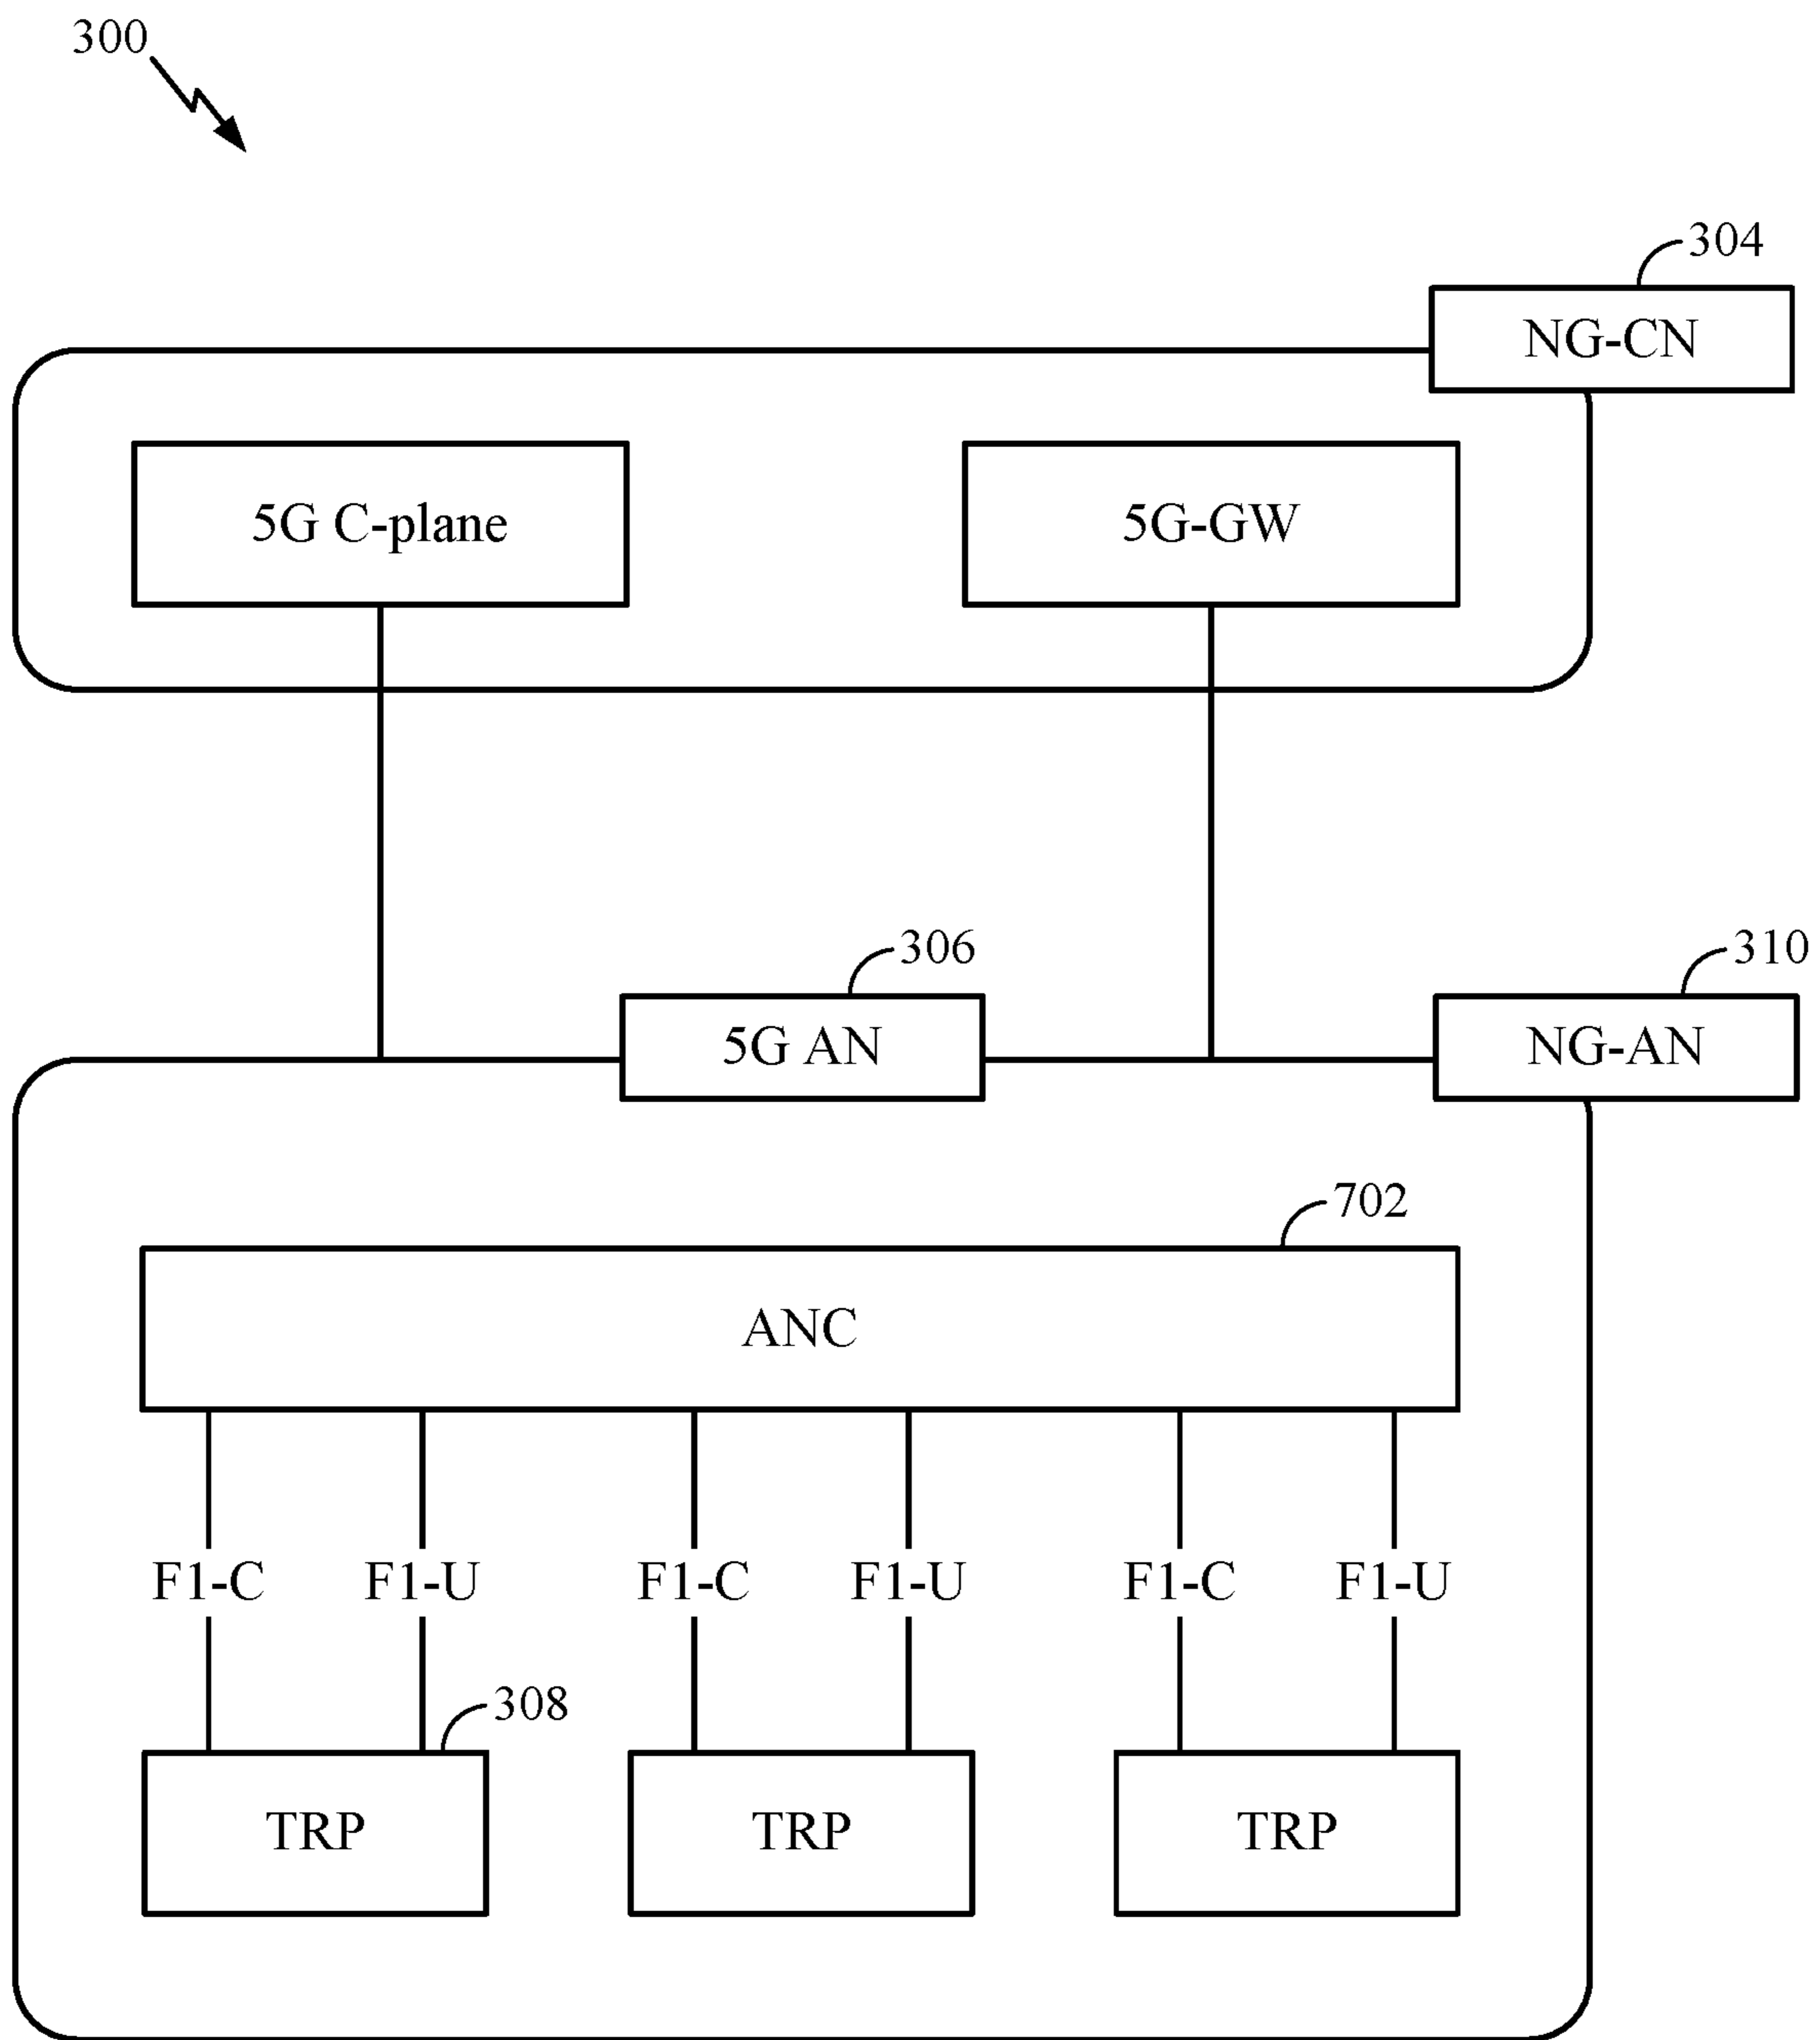 300
304
NG-CN
5G C-plane 5G-GW
306 310
5G AN NG-AN
702
ANC
F1-C F1-U F1-C F1-U F1-C F1-U
308
TRP TRP TRP